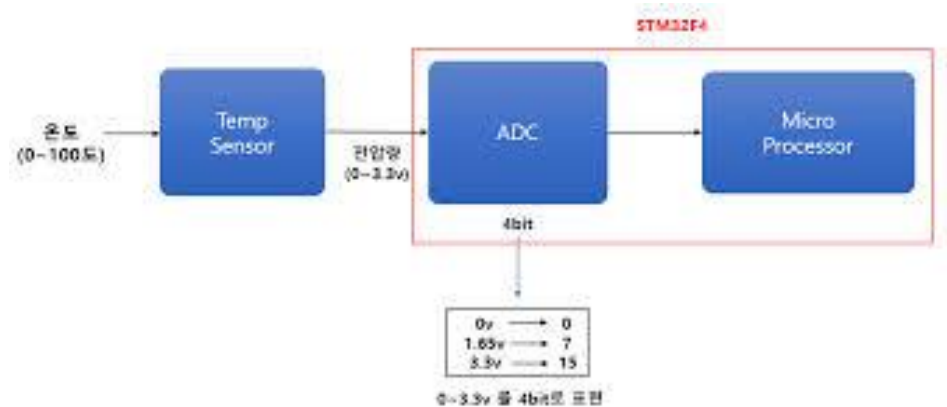 STM32F4
온도
(0~100도)
Temp
Sensor
전압량
(0~3.3v)
ADC
Micro
Processor
4bit
0v → 0
1.65v → 7
3.3v → 15
0~3.3v 를 4bit로 표현